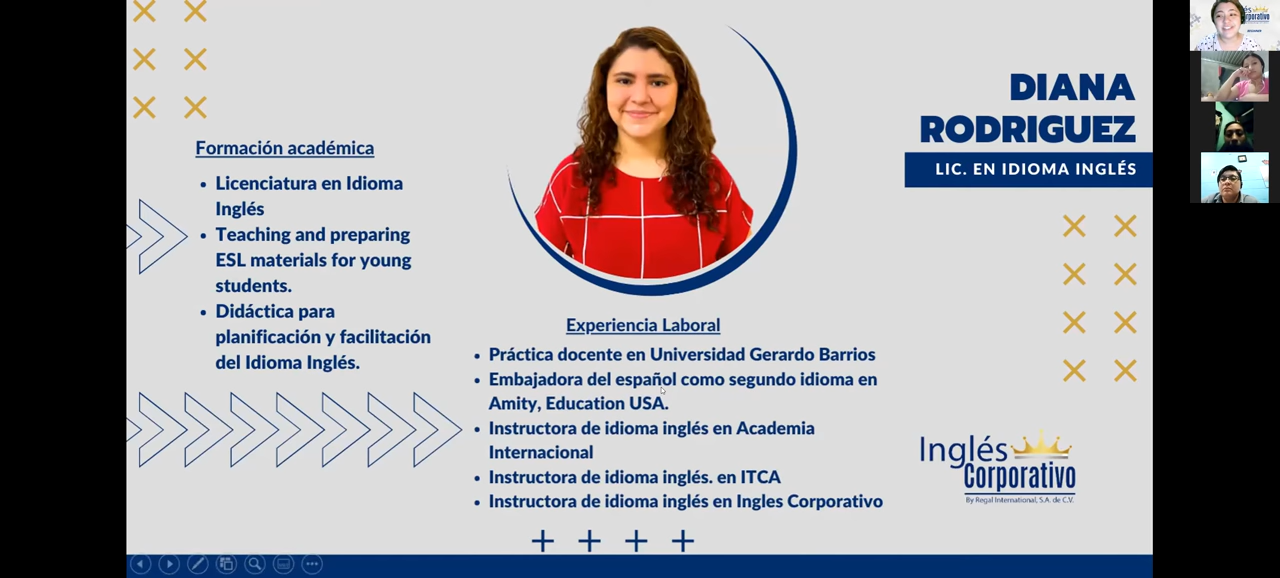 DIANA
RODRIGUEZ
LIC. EN IDIOMA INGLÉS
Formación académica
• Licenciatura en Idioma
Inglés
• Teaching and preparing
ESL materials for young
students.
• Didáctica para
planificación y facilitación
del Idioma Inglés.
Experiencia Laboral
• Práctica docente en Universidad Gerardo Barrios
• Embajadora del español como segundo idioma en
Amity, Education USA.
• Instructora de idioma inglés en Academia
Internacional
• Instructora de idioma inglés. en ITCA
• Instructora de idioma inglés en Ingles Corporativo
Inglés
Corporativo
By Regal International, S.A. de C.V.